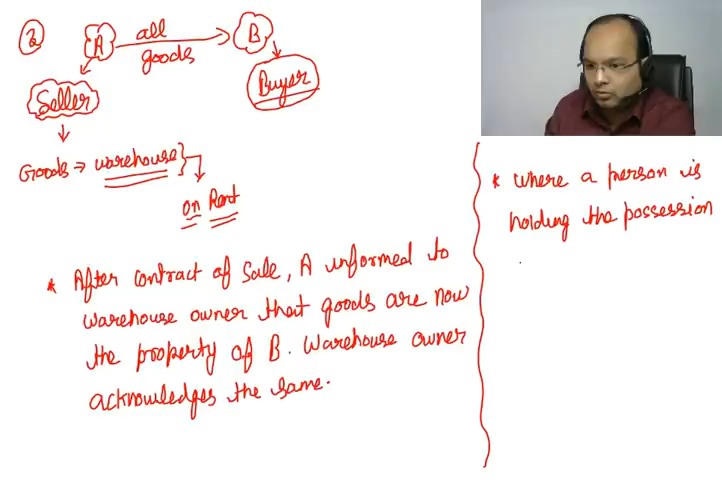 2
A all goods B
Seller
Buyer
Goods → warehouse
on Rent
* After contract of Sale, A informed to
warehouse owner that goods are now
the property of B. Warehouse owner
acknowledges the same.
* where a person is
holding the possession